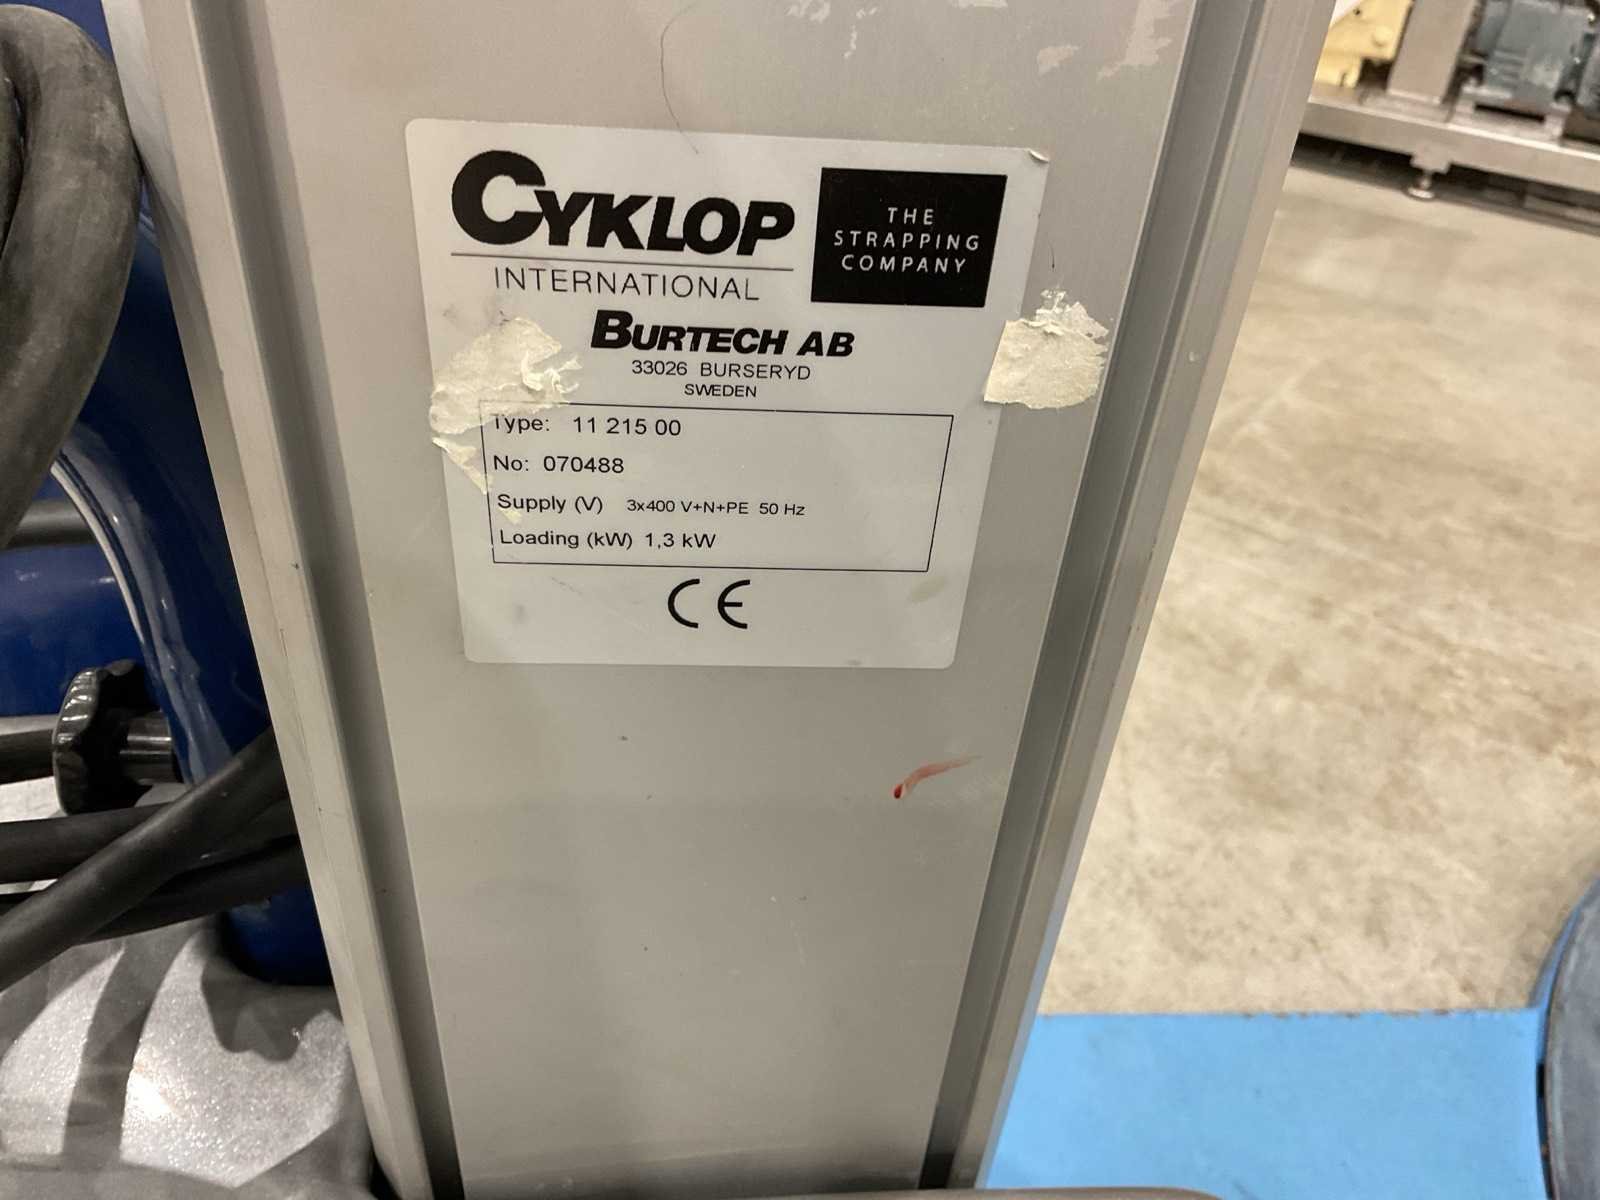 CYKLOP
INTERNATIONAL
THE
STRAPPING
COMPANY
BURTECH AB
33026 BURSERYD
SWEDEN
Type: 11 215 00
No: 070488
Supply (V) 3x400 V+N+PE 50 Hz
Loading (kW) 1,3 kW
CE